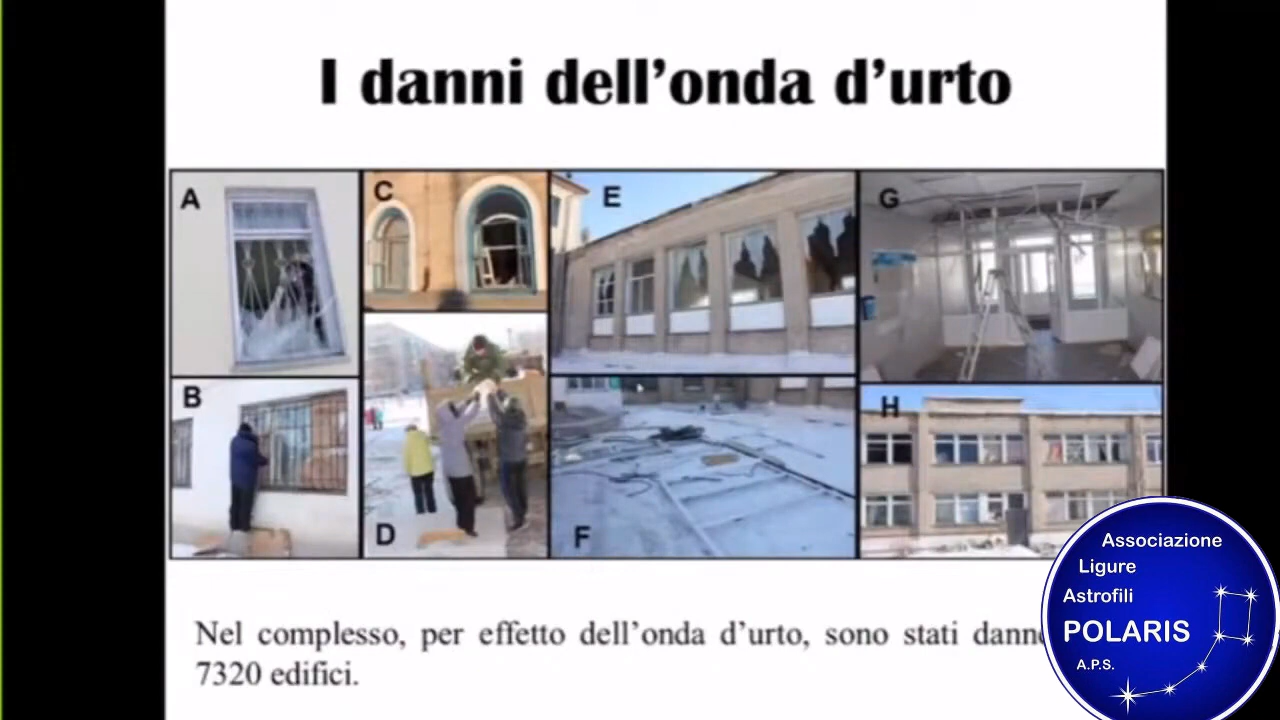 I danni dell’onda d’urto
A
C
E
G
B
D
F
H
Nel complesso, per effetto dell’onda d’urto, sono stati
7320 edifici.
Associazione
Ligure
Astrofili
POLARIS
A.P.S.